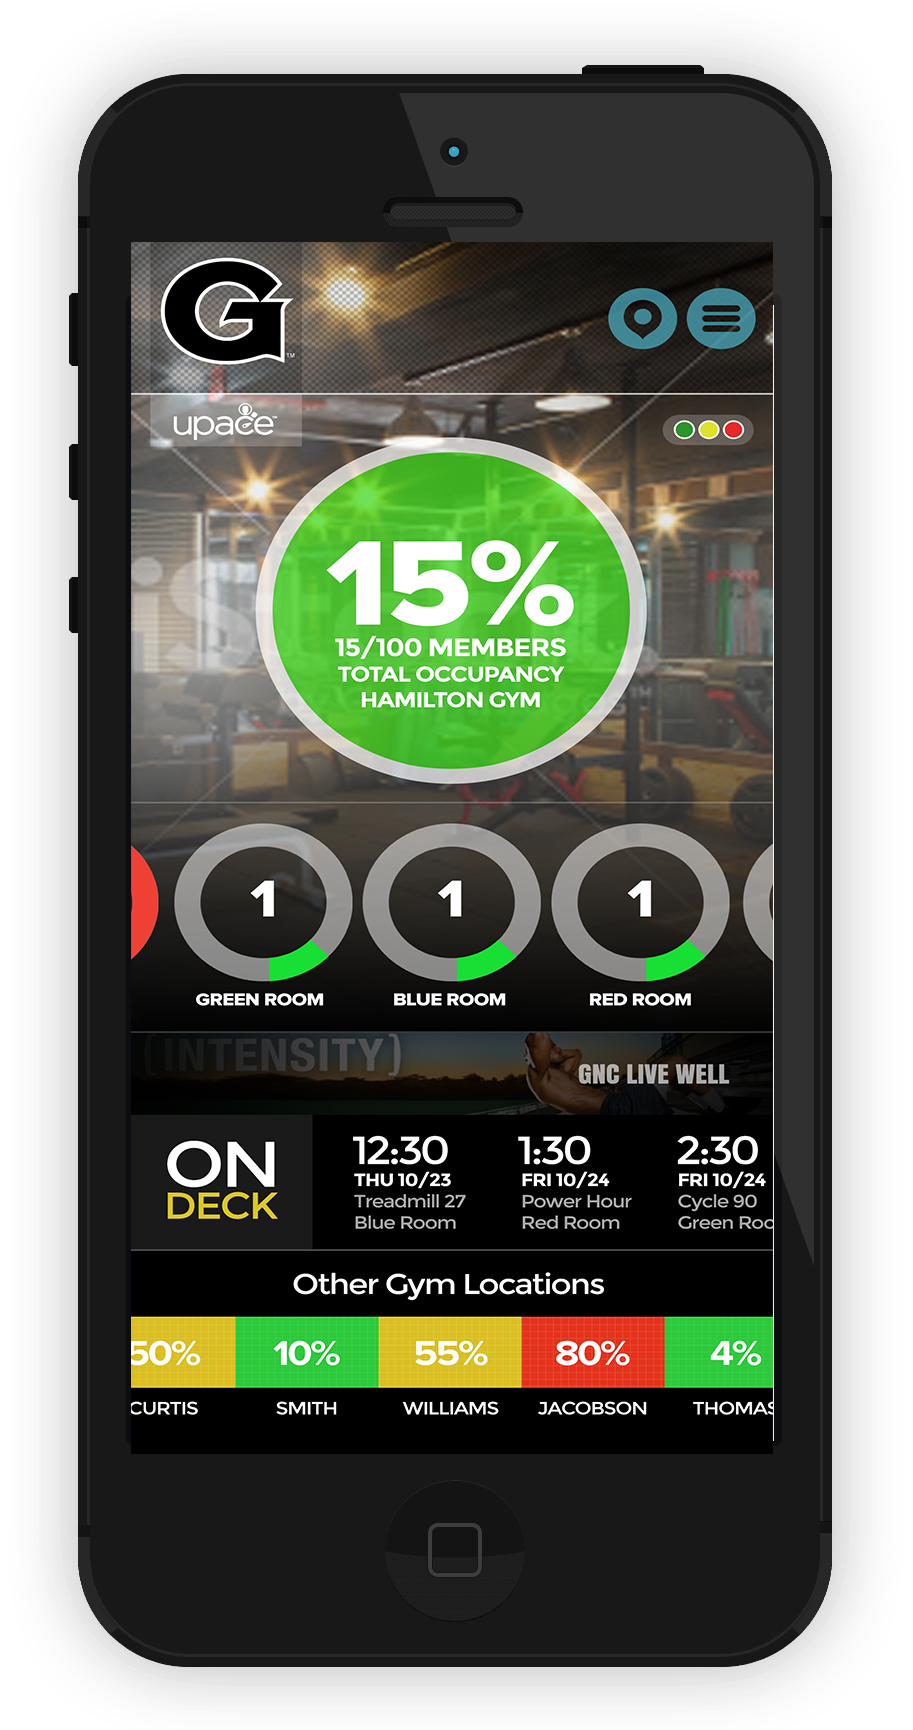 G
TM
upace™
iS
15%
15/100 MEMBERS
TOTAL OCCUPANCY
HAMILTON GYM
1
1
1
GREEN ROOM
BLUE ROOM
RED ROOM
(INTENSITY)
GNC LIVE WELL
ON
DECK
12:30
THU 10/23
Treadmill 27
Blue Room
1:30
FRI 10/24
Power Hour
Red Room
2:30
FRI 10/24
Cycle 90
Green Roo
Other Gym Locations
50%
10%
55%
80%
4%
CURTIS
SMITH
WILLIAMS
JACOBSON
THOMAS